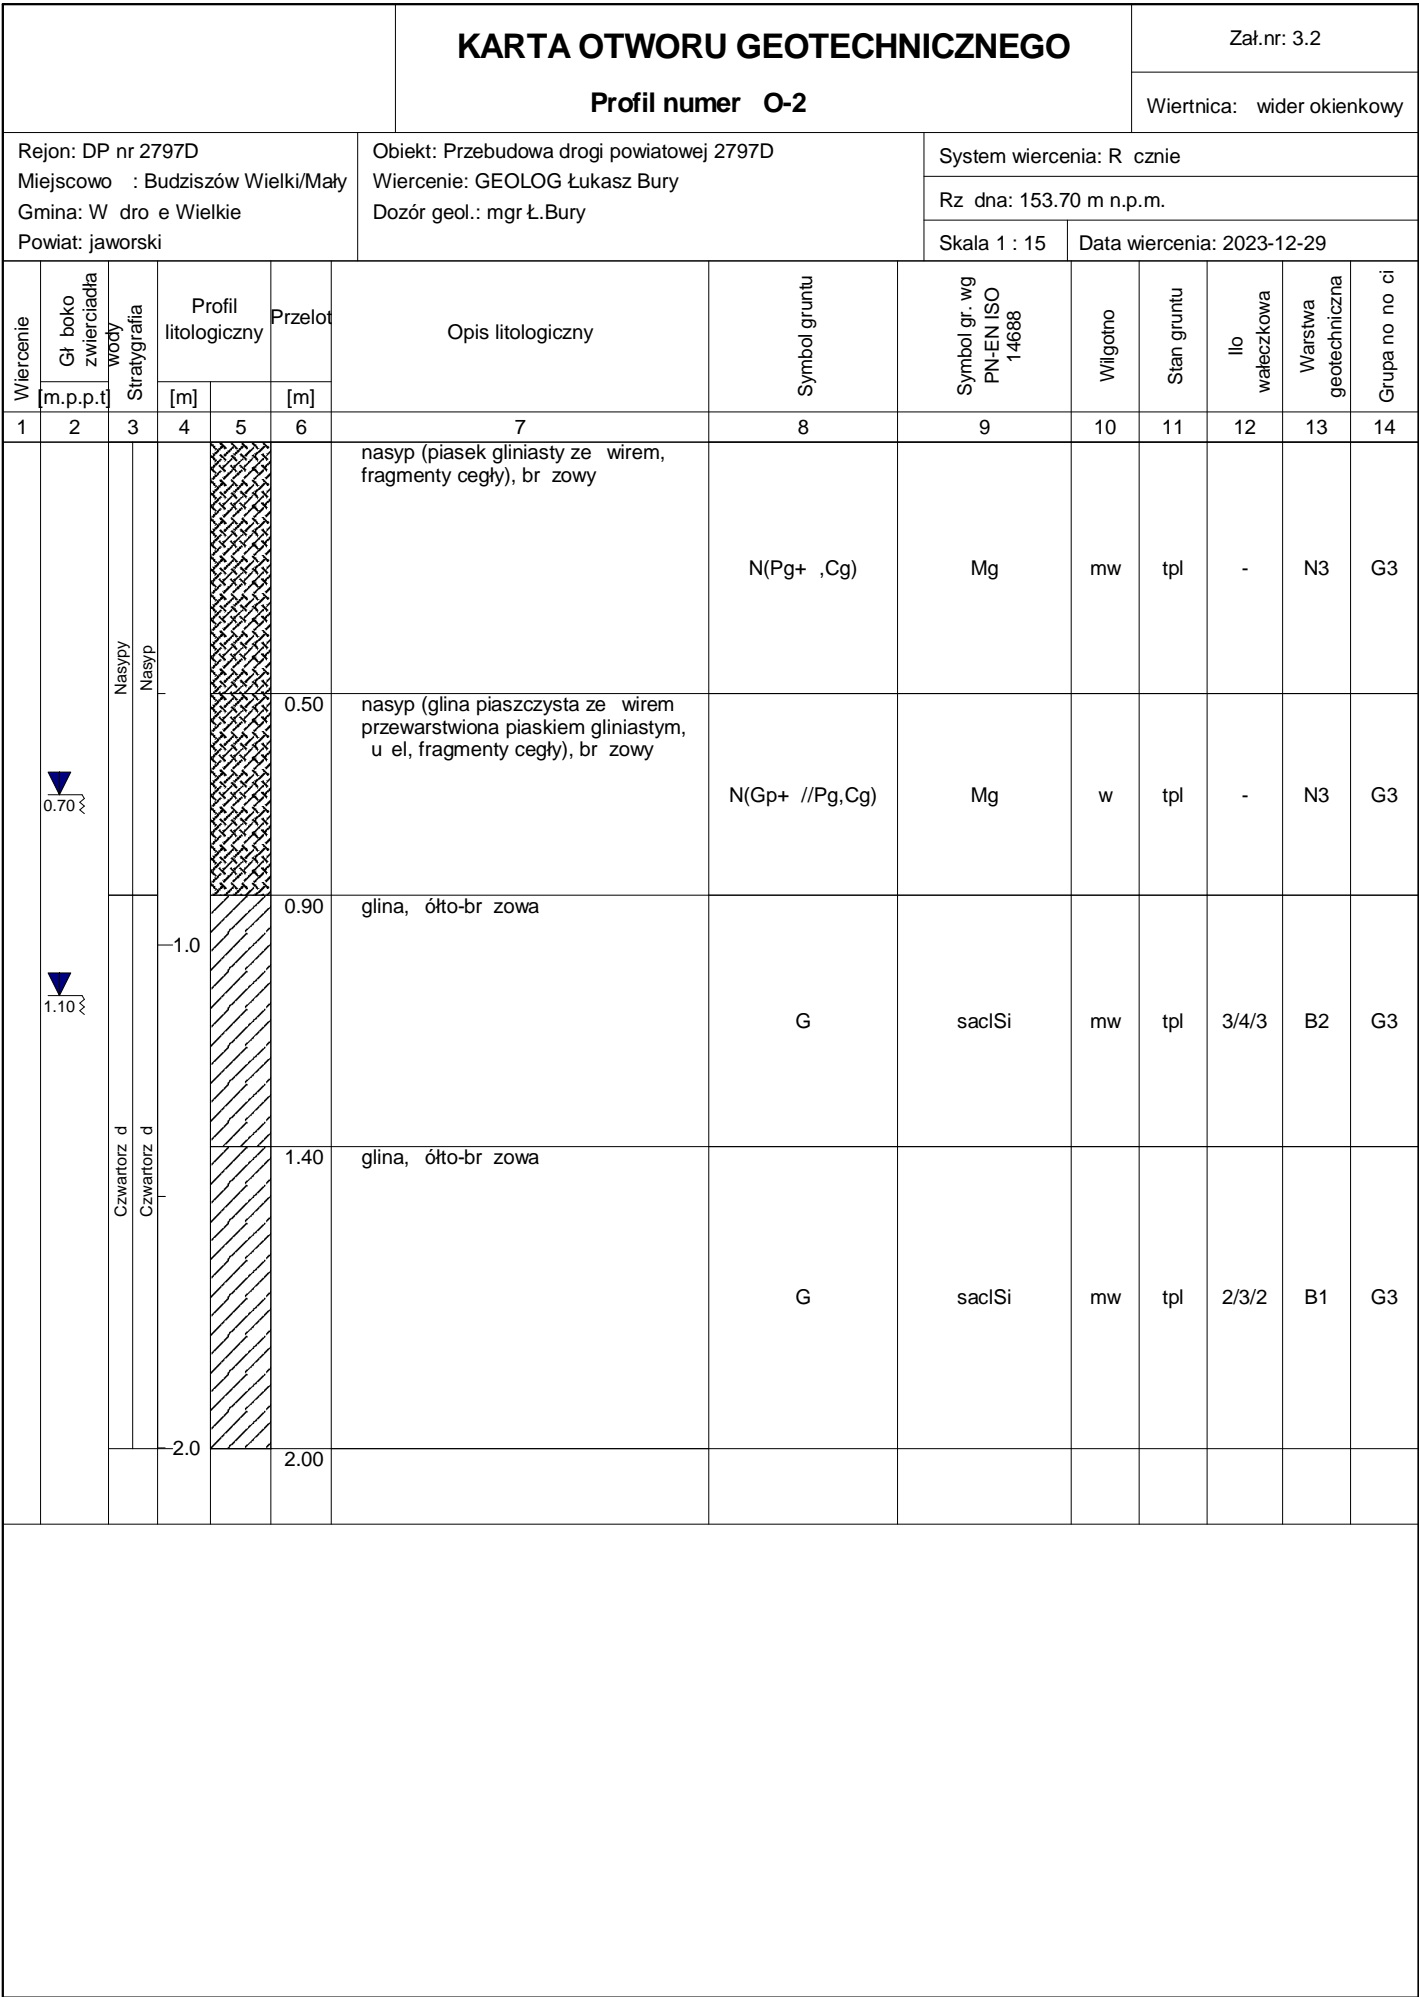 KARTA OTWORU GEOTECHNICZNEGO
Profil numer O-2
Zał.nr: 3.2
Wiertnica: wider okienkowy
Rejon: DP nr 2797D
Miejscowo : Budziszów Wielki/Mały
Gmina: W dro e Wielkie
Powiat: jaworski
Obiekt: Przebudowa drogi powiatowej 2797D
Wiercenie: GEOLOG Łukasz Bury
Dozór geol.: mgr Ł.Bury
System wiercenia: R cznie
Rz dna: 153.70 m n.p.m.
Skala 1 : 15
Data wiercenia: 2023-12-29
Wiercenie
Gł boko
zwierciadła
wody
[m.p.p.t]
Stratygrafia
Profil
litologiczny
[m]
Przelot
[m]
Opis litologiczny
Symbol gruntu
Symbol gr. wg
PN-EN ISO
14688
Wilgotno
Stan gruntu
Ilo
wałeczkowa
Warstwa
geotechniczna
Grupa no no ci
1 2 3 4 5 6 7 8 9 10 11 12 13 14
nasyp (piasek gliniasty ze wirem,
fragmenty cegły), br zowy
N(Pg+ ,Cg) Mg mw tpl - N3 G3
Nasypy
Nasyp
0.50
nasyp (glina piaszczysta ze wirem
przewarstwiona piaskiem gliniastym,
u el, fragmenty cegły), br zowy
0.70
N(Gp+ //Pg,Cg) Mg w tpl - N3 G3
0.90
glina, ółto-br zowa
1.0
1.10
G saclSi mw tpl 3/4/3 B2 G3
Czwartorz d
Czwartorz d
1.40
glina, ółto-br zowa
G saclSi mw tpl 2/3/2 B1 G3
2.0
2.00